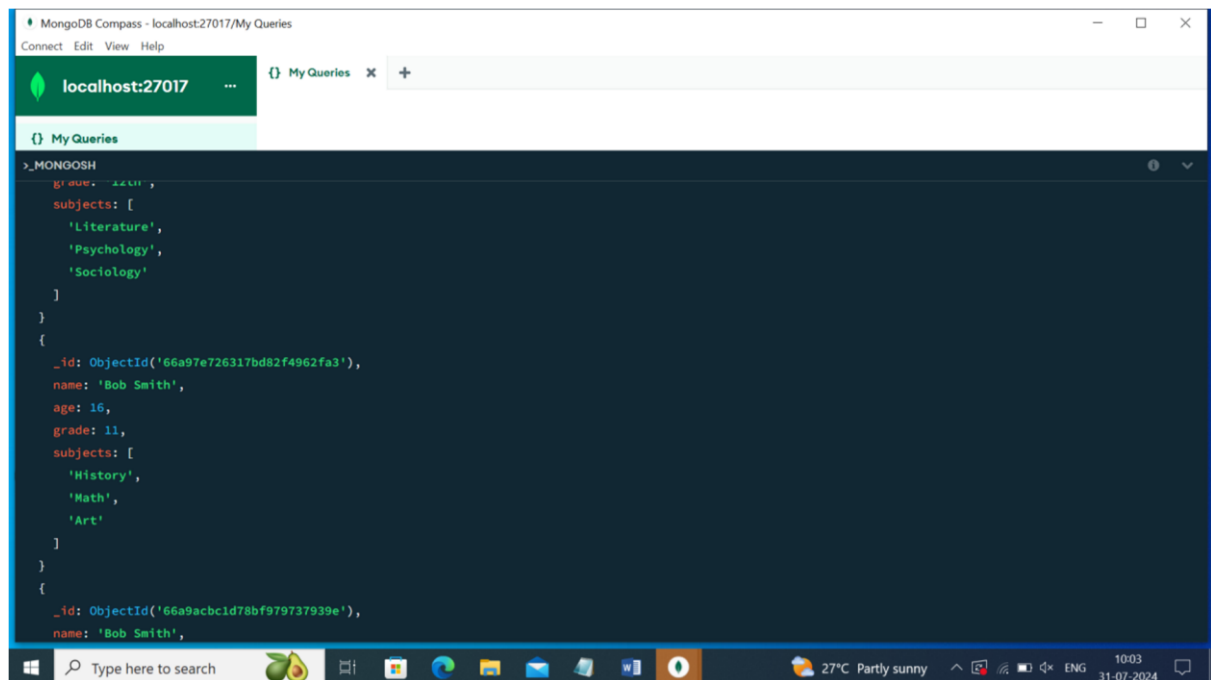 MongoDB Compass - localhost:27017/My Queries
Connect Edit View Help
localhost:27017 ...
{} My Queries
{} My Queries
>_MONGOSH
grade: '12th',
subjects: [
'Literature',
'Psychology',
'Sociology'
]
}
{
_id: ObjectId('66a97e726317bd82f4962fa3'),
name: 'Bob Smith',
age: 16,
grade: 11,
subjects: [
'History',
'Math',
'Art'
]
}
{
_id: ObjectId('66a9acbc1d78bf979737939e'),
name: 'Bob Smith',
Type here to search
27°C Partly sunny
ENG
10:03
31-07-2024